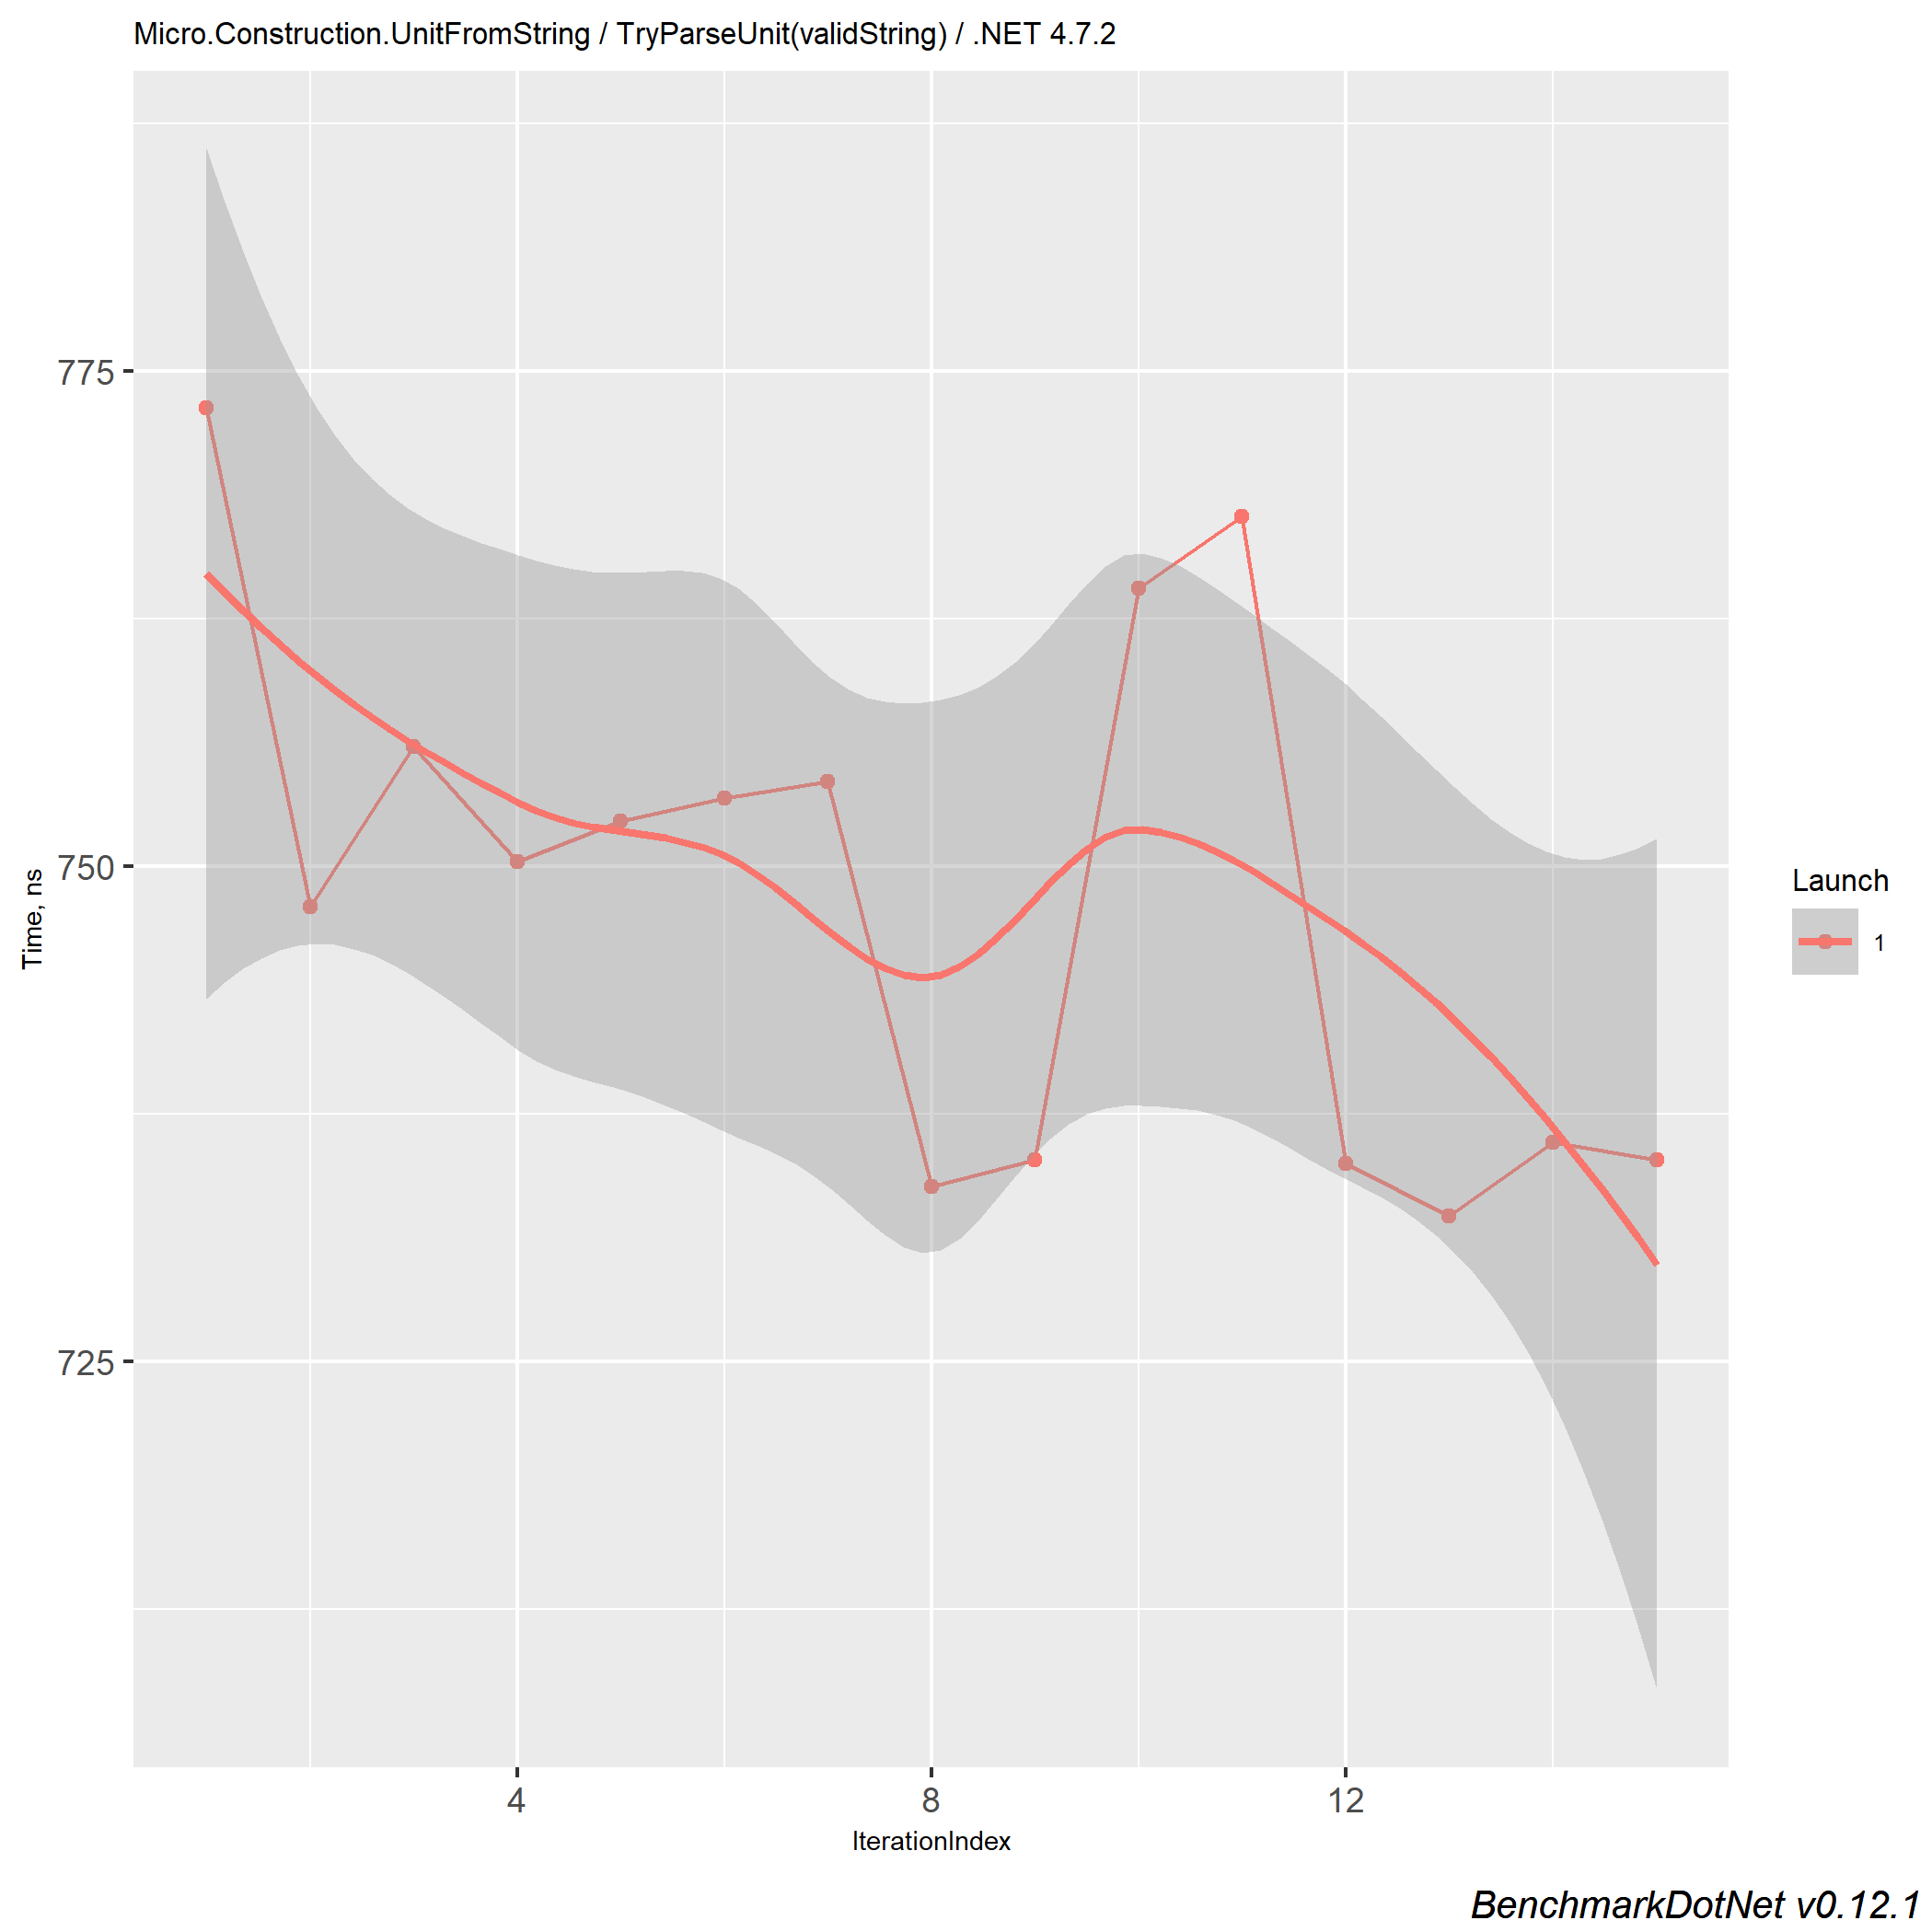 Micro.Construction.UnitFromString / TryParseUnit(validString) / .NET 4.7.2
775
750
725
Time, ns
4
8
12
IterationIndex
Launch
1
BenchmarkDotNet v0.12.1